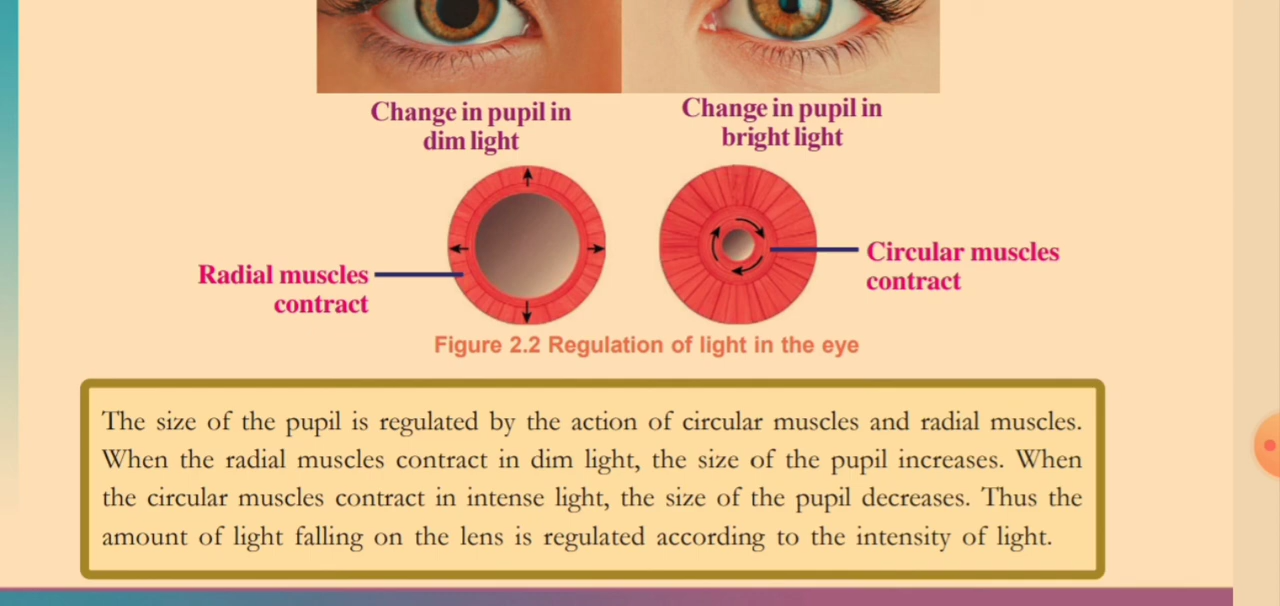 Change in pupil in
dim light
Change in pupil in
bright light
Radial muscles
contract
Circular muscles
contract
Figure 2.2 Regulation of light in the eye
The size of the pupil is regulated by the action of circular muscles and radial muscles.
When the radial muscles contract in dim light, the size of the pupil increases. When
the circular muscles contract in intense light, the size of the pupil decreases. Thus the
amount of light falling on the lens is regulated according to the intensity of light.